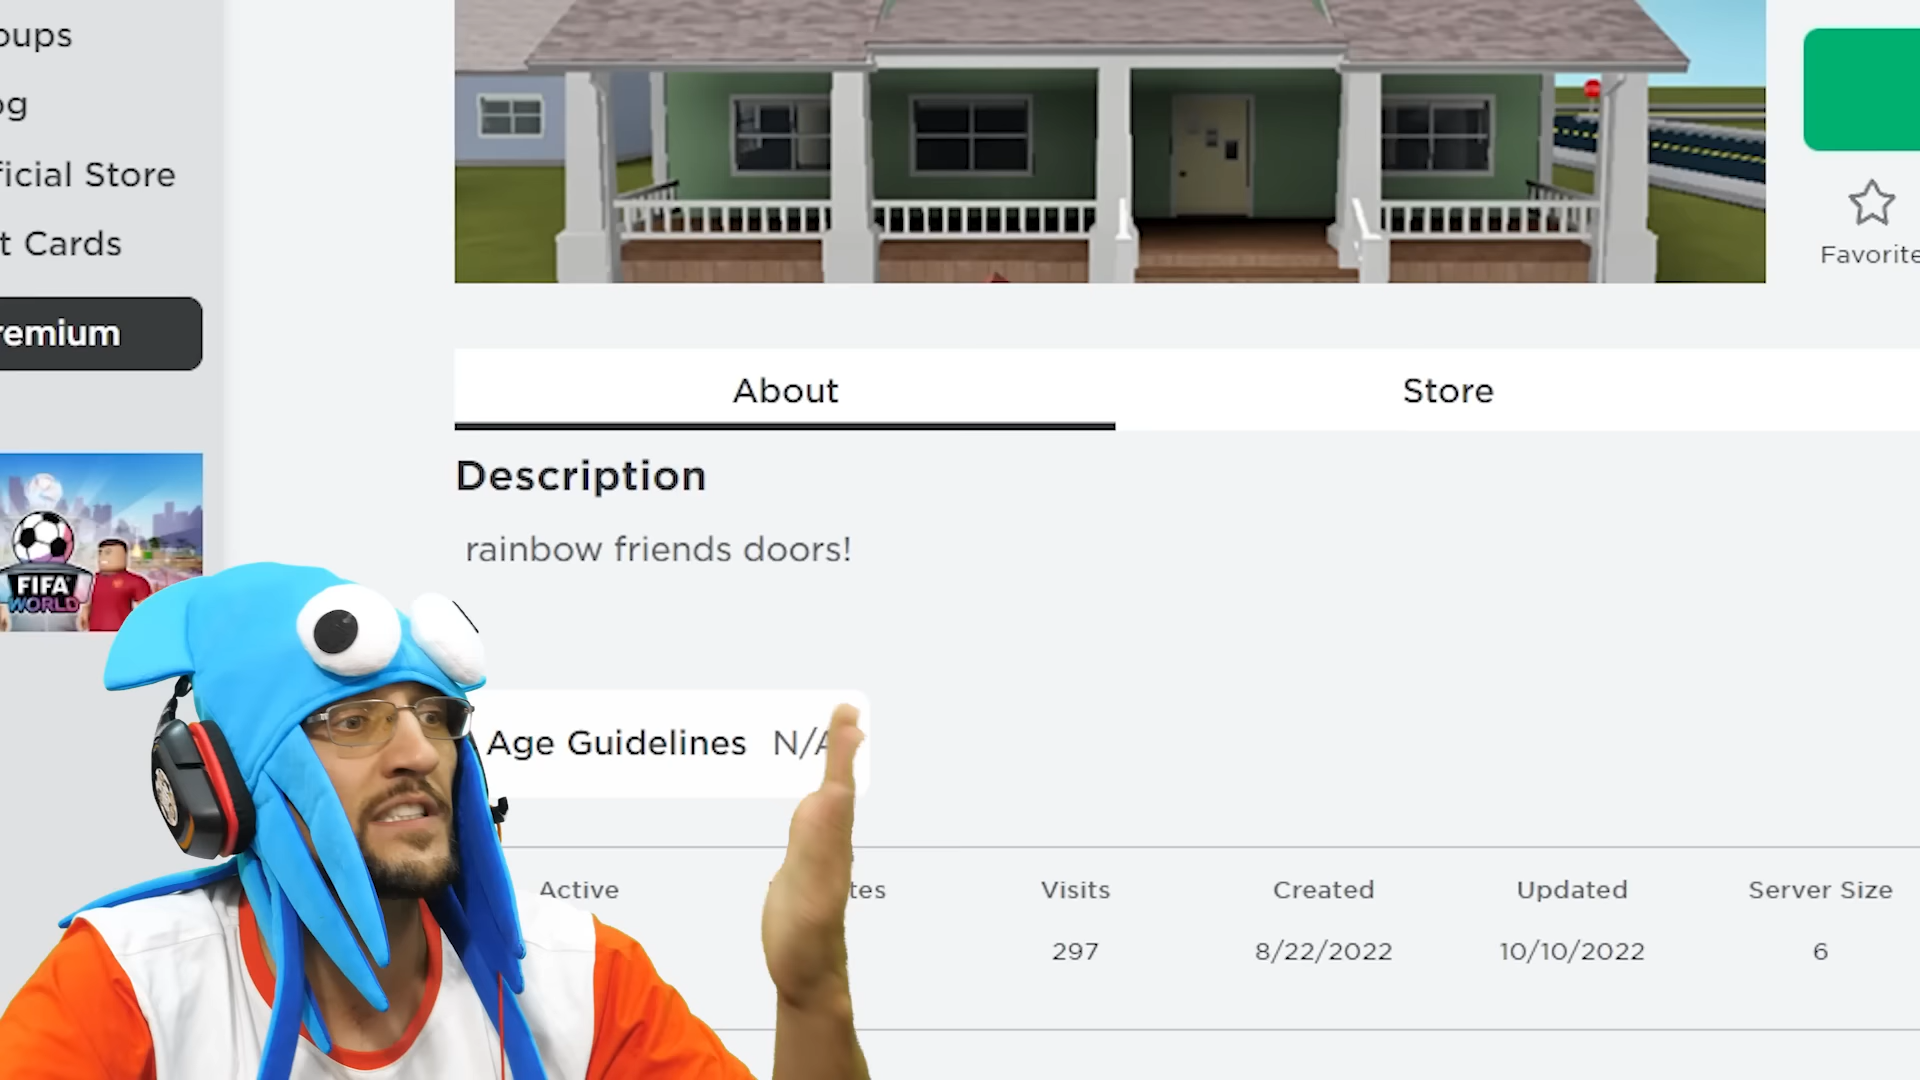 oups
og
ficial Store
t Cards
remium
FIFA
WORLD
Favorite
About
Store
Description
rainbow friends doors!
Age Guidelines N/A
Active
tes
Visits
Created
Updated
Server Size
297
8/22/2022
10/10/2022
6